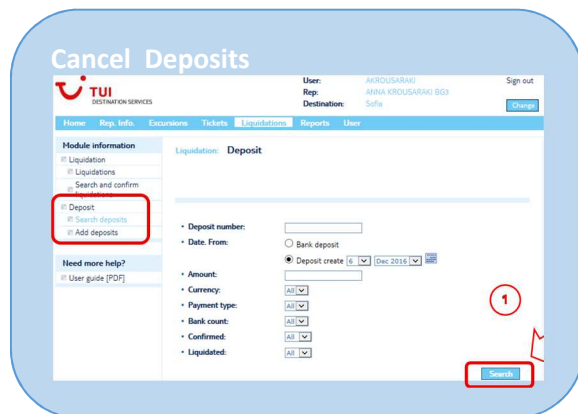 Cancel Deposits
TUI
DESTINATION SERVICES
User: AKROUSARAKI
Rep: ANNA KROUSARAKI BG3
Destination: Sofia
Sign out
Change
Home Rep. Info. Excursions Tickets Liquidations Reports User
Module information
Liquidation
Liquidations
Search and confirm
liquidations
Deposit
Search deposits
Add deposits
Need more help?
User guide [PDF]
Liquidation: Deposit
• Deposit number:
• Date. From: Bank deposit
Deposit create 6 Dec 2016
• Amount:
• Currency: All
• Payment type: All
• Bank count: All
• Confirmed: All
• Liquidated: All
1
Search